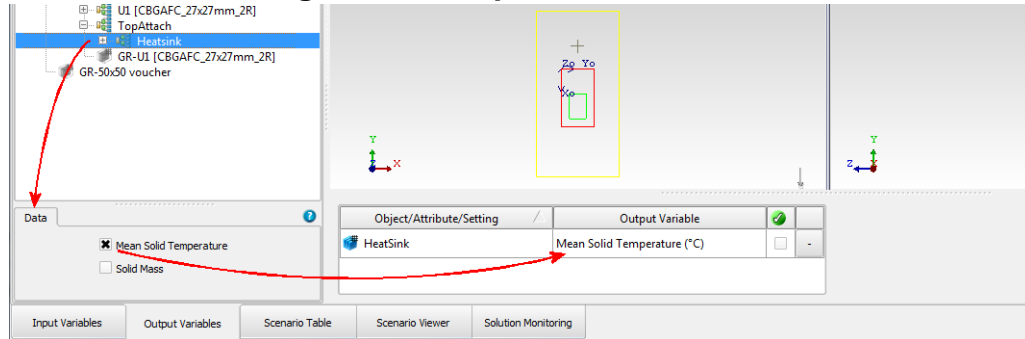 U1 [CBGAFC_27x27mm_2R]
TopAttach
Heatsink
GR-U1 [CBGAFC_27x27mm_2R]
GR-50x50 voucher
Zo Yo
Xo
Y
Z X
Y
Z X
Data
Mean Solid Temperature
Solid Mass
Object/Attribute/Setting Output Variable
HeatSink Mean Solid Temperature (°C) -
Input Variables Output Variables Scenario Table Scenario Viewer Solution Monitoring